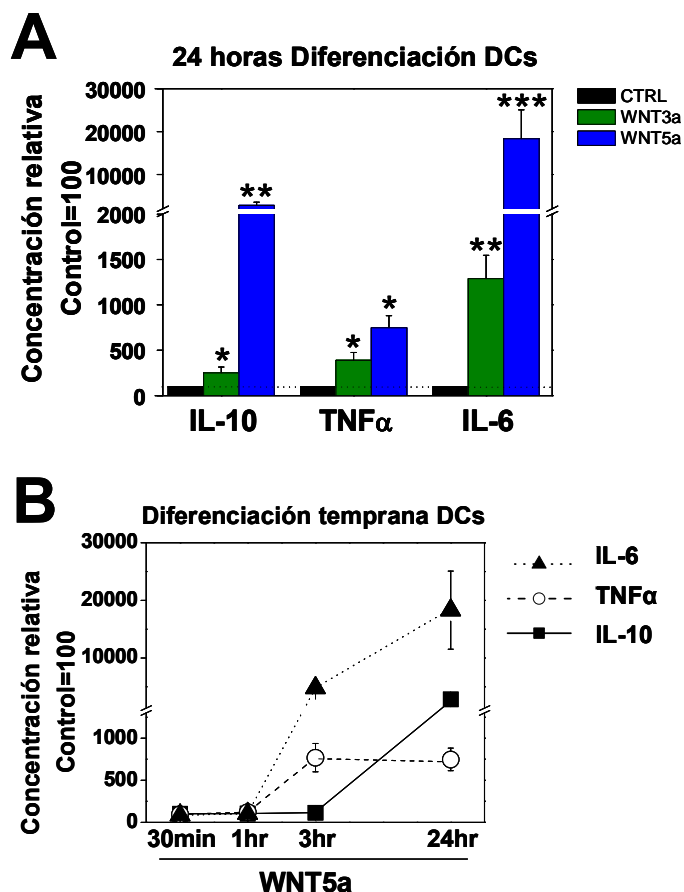 A
24 horas Diferenciación DCs
Concentración relativa
Control=100
30000
20000
10000
2000
1500
1000
500
0
*
**
*
*
**
***
IL-10
TNFα
IL-6
CTRL
WNT3a
WNT5a
B
Diferenciación temprana DCs
Concentración relativa
Control=100
30000
20000
10000
1000
500
0
30min 1hr 3hr 24hr
WNT5a
IL-6
TNFα
IL-10